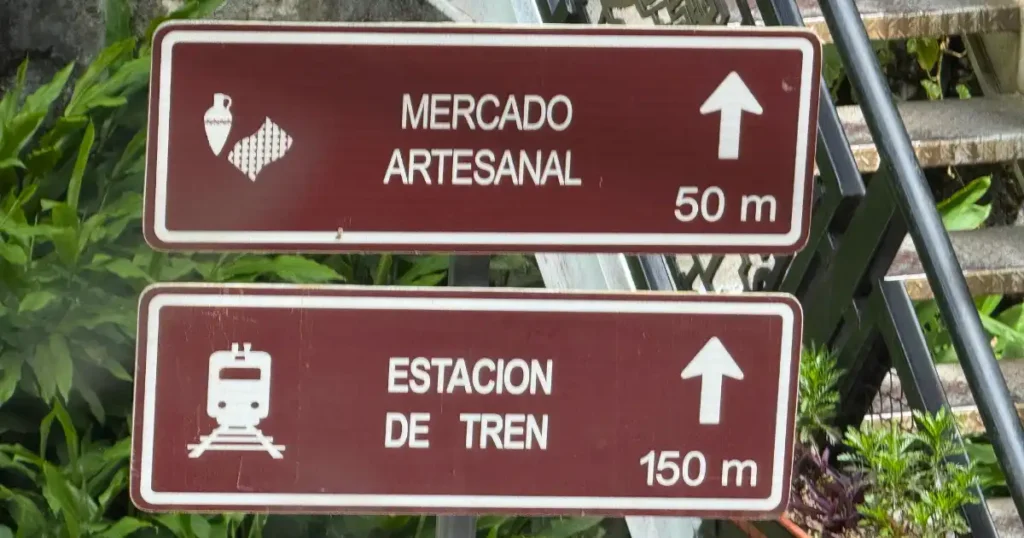 MERCADO
ARTESANAL
50 m
ESTACION
DE TREN
150 m